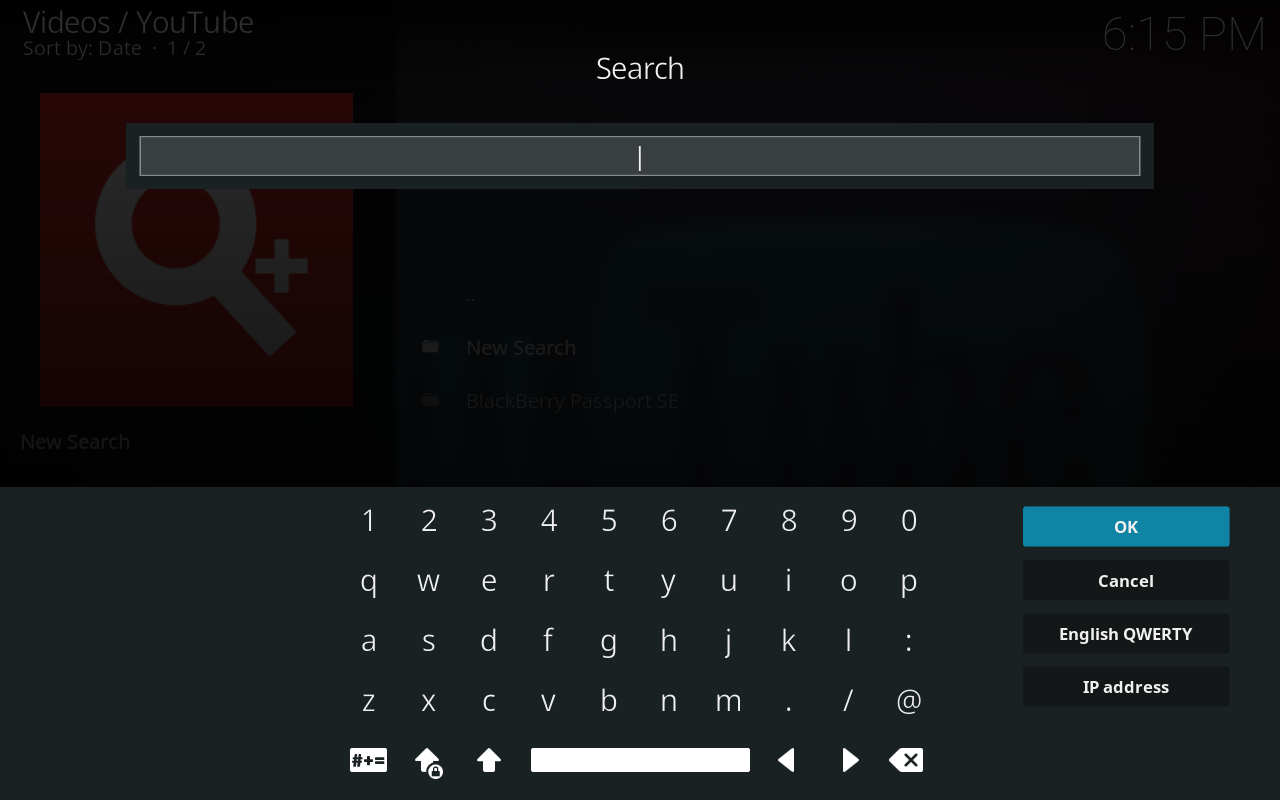 Videos / YouTube
Sort by: Date · 1 / 2
6:15 PM
Search
..
New Search
BlackBerry Passport SE
New Search
Tube
1 2 3 4 5 6 7 8 9 0
q w e r t y u i o p
a s d f g h j k l :
z x c v b n m . / @
#+=
OK
Cancel
English QWERTY
IP address